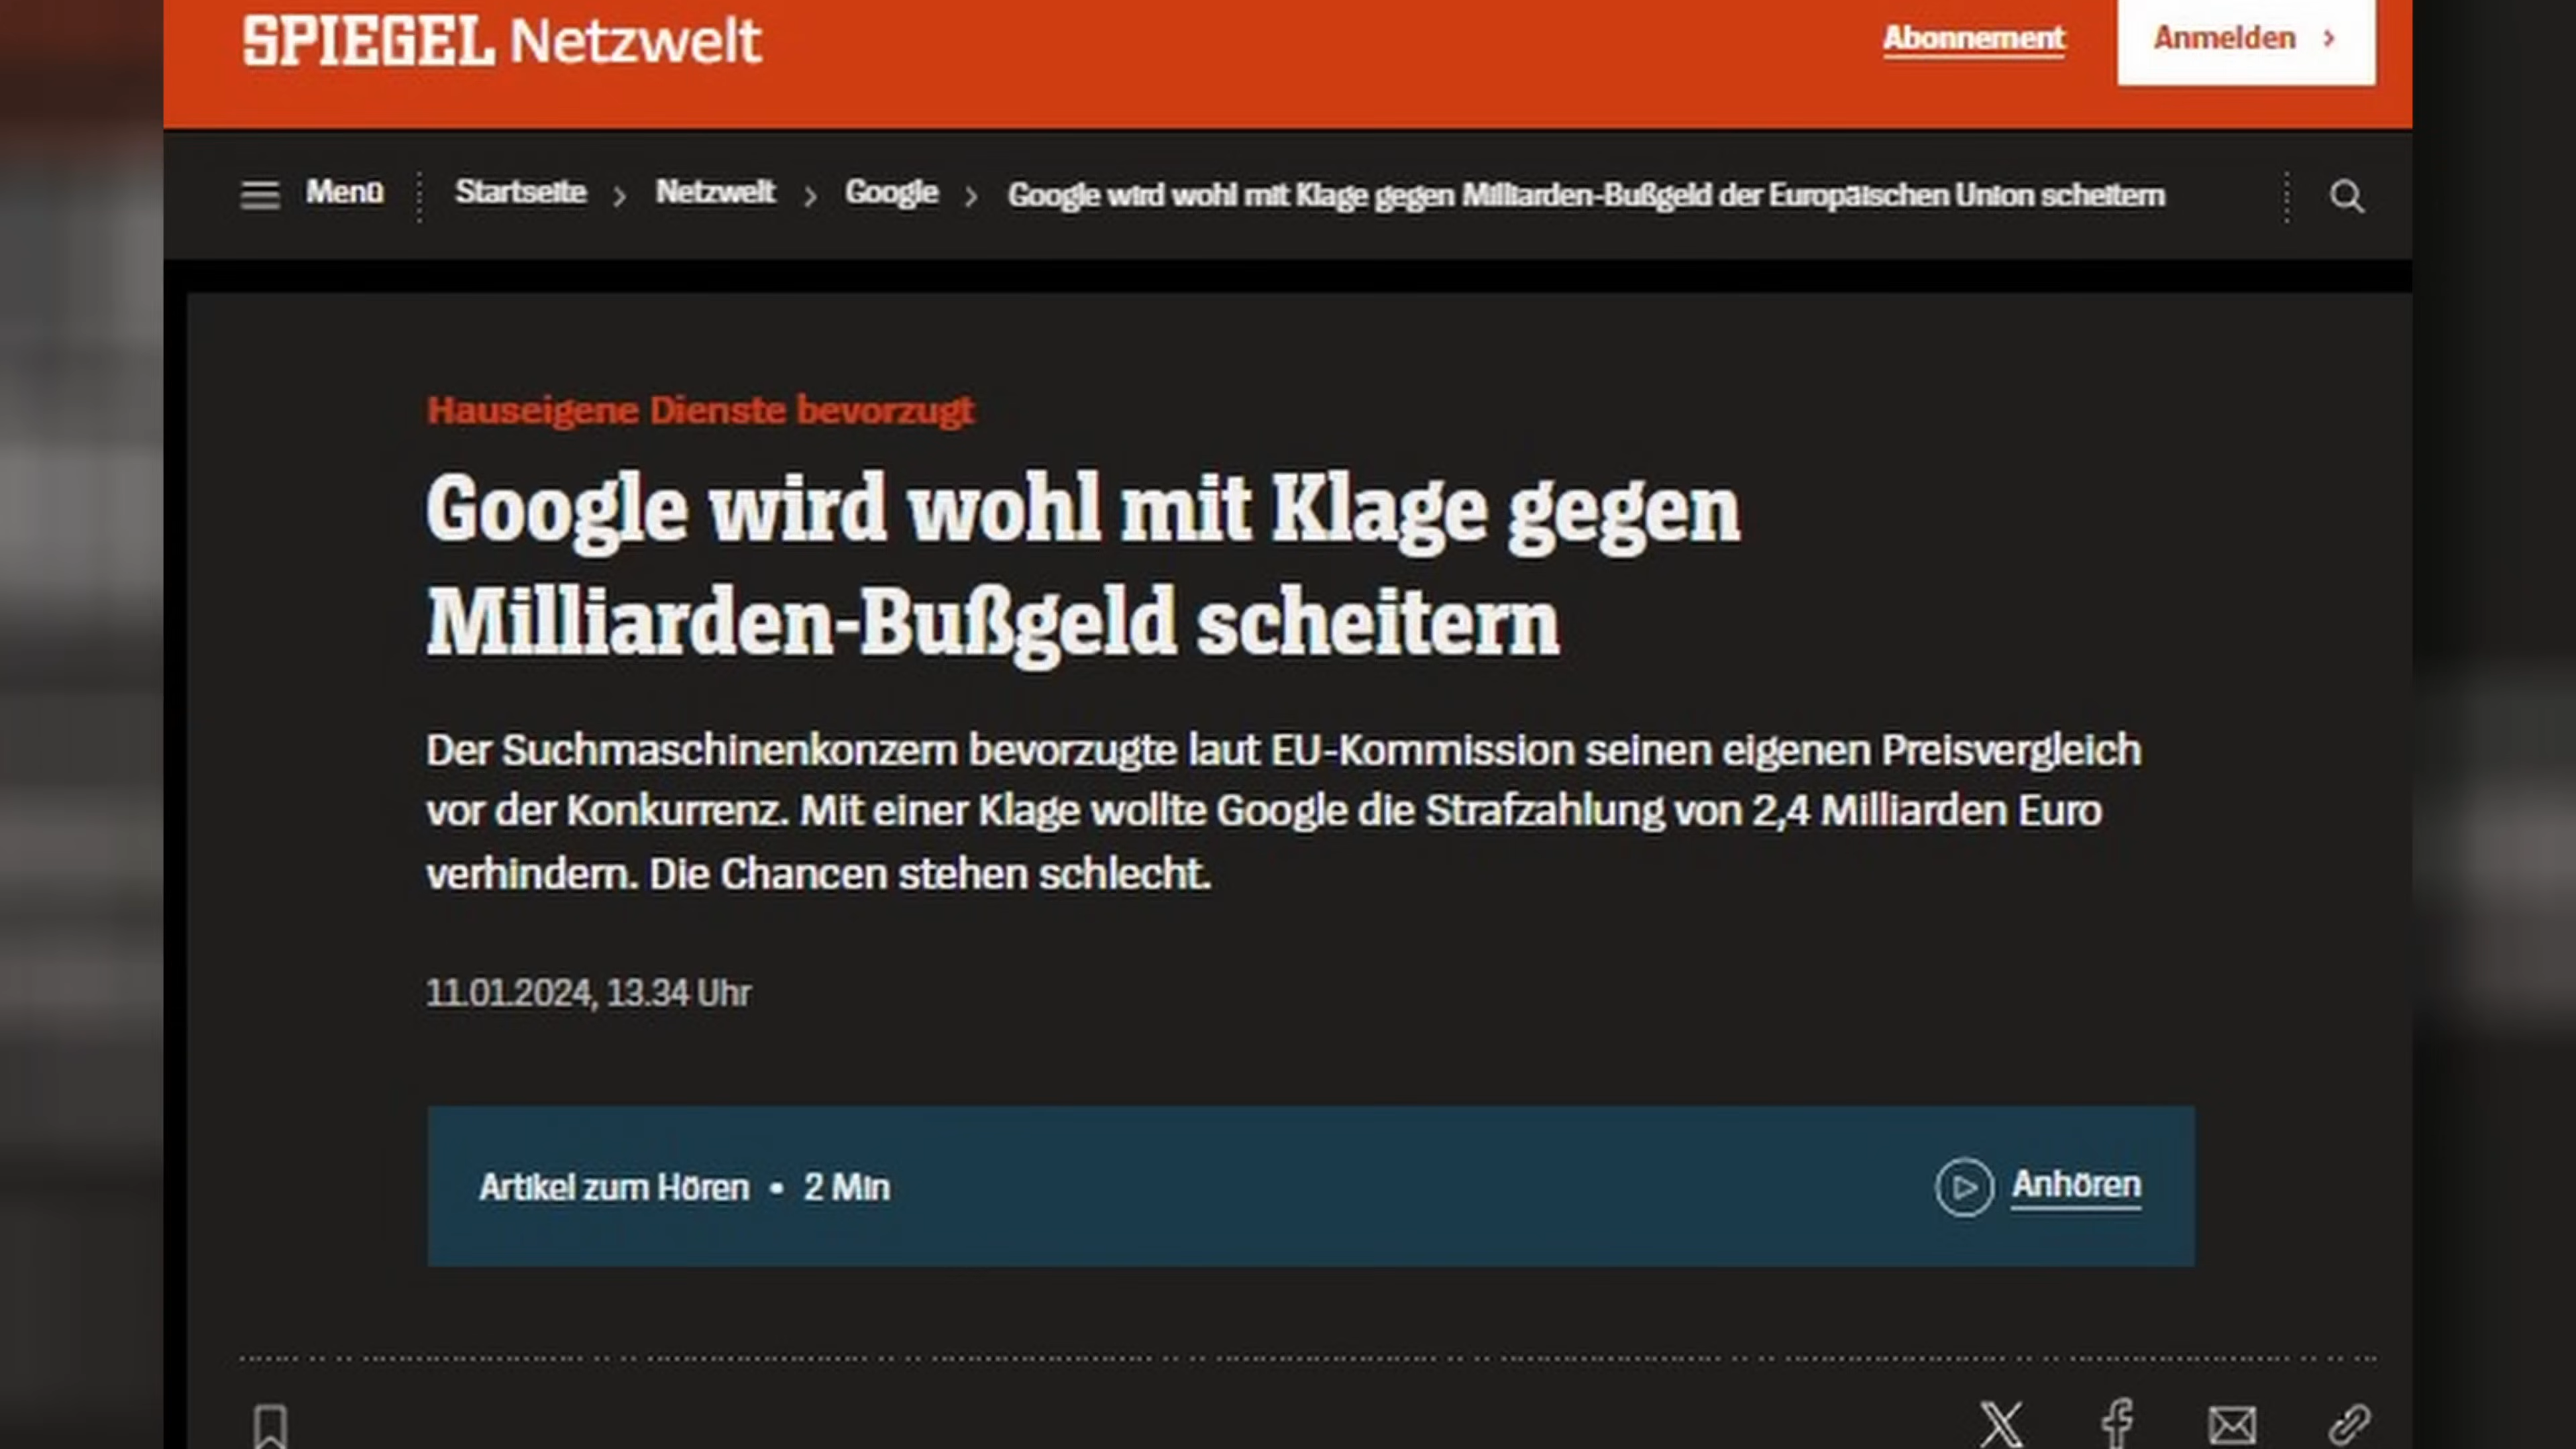 SPIEGEL Netzwelt
Abonnement
Anmelden
Menü
Startseite
Netzwelt
Google
Google wird wohl mit Klage gegen Milliarden-Bußgeld der Europäischen Union scheitern
Hauseigene Dienste bevorzugt
Google wird wohl mit Klage gegen
Milliarden-Bußgeld scheitern
Der Suchmaschinenkonzern bevorzugte laut EU-Kommission seinen eigenen Preisvergleich
vor der Konkurrenz. Mit einer Klage wollte Google die Strafzahlung von 2,4 Milliarden Euro
verhindern. Die Chancen stehen schlecht.
11.01.2024, 13.34 Uhr
Artikel zum Hören • 2 Min
Anhören